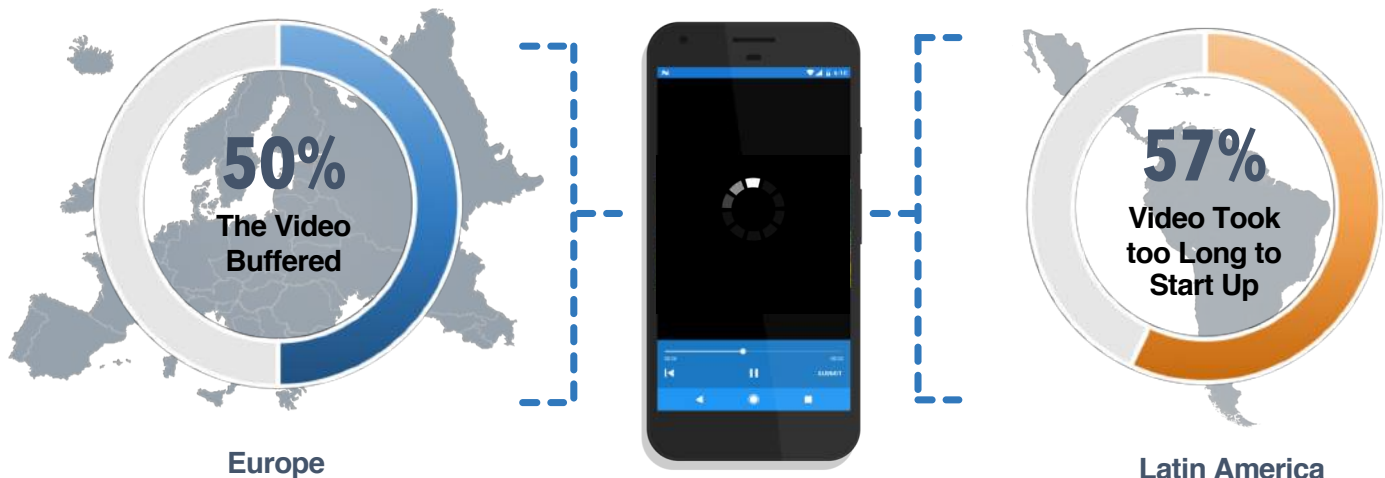 50%
The Video
Buffered
Europe
57%
Video Took
too Long to
Start Up
Latin America